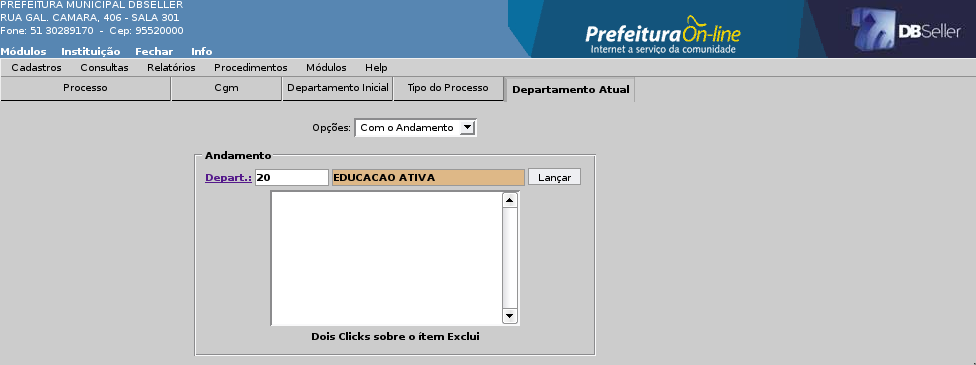 PREFEITURA MUNICIPAL DBSELLER
RUA GAL. CAMARA, 406 - SALA 301
Fone: 51 30289170 - Cep: 95520000
PrefeituraOn-line
Internet a serviço da comunidade
DBSeller
Módulos Instituição Fechar Info
Cadastros Consultas Relatórios Procedimentos Módulos Help
Processo Cgm Departamento Inicial Tipo do Processo Departamento Atual
Opções: Com o Andamento
Andamento
Depart.: 20 EDUCACAO ATIVA Lançar
Dois Clicks sobre o ítem Exclui